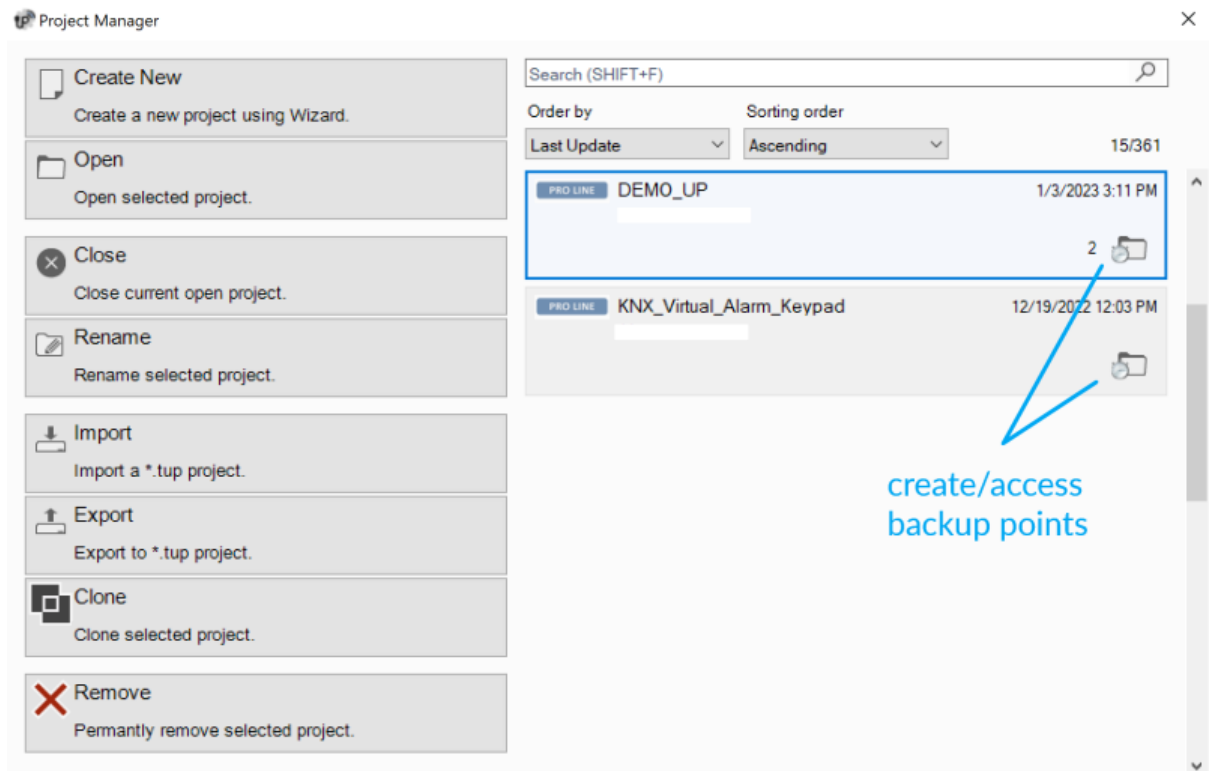 Project Manager
Create New
Create a new project using Wizard.
Open
Open selected project.
Close
Close current open project.
Rename
Rename selected project.
Import
Import a *.tup project.
Export
Export to *.tup project.
Clone
Clone selected project.
Remove
Permantly remove selected project.
Search (SHIFT+F)
Order by Sorting order
Last Update Ascending 15/361
PRO LINE DEMO_UP 1/3/2023 3:11 PM
2
PRO LINE KNX_Virtual_Alarm_Keypad 12/19/2022 12:03 PM
create/access
backup points